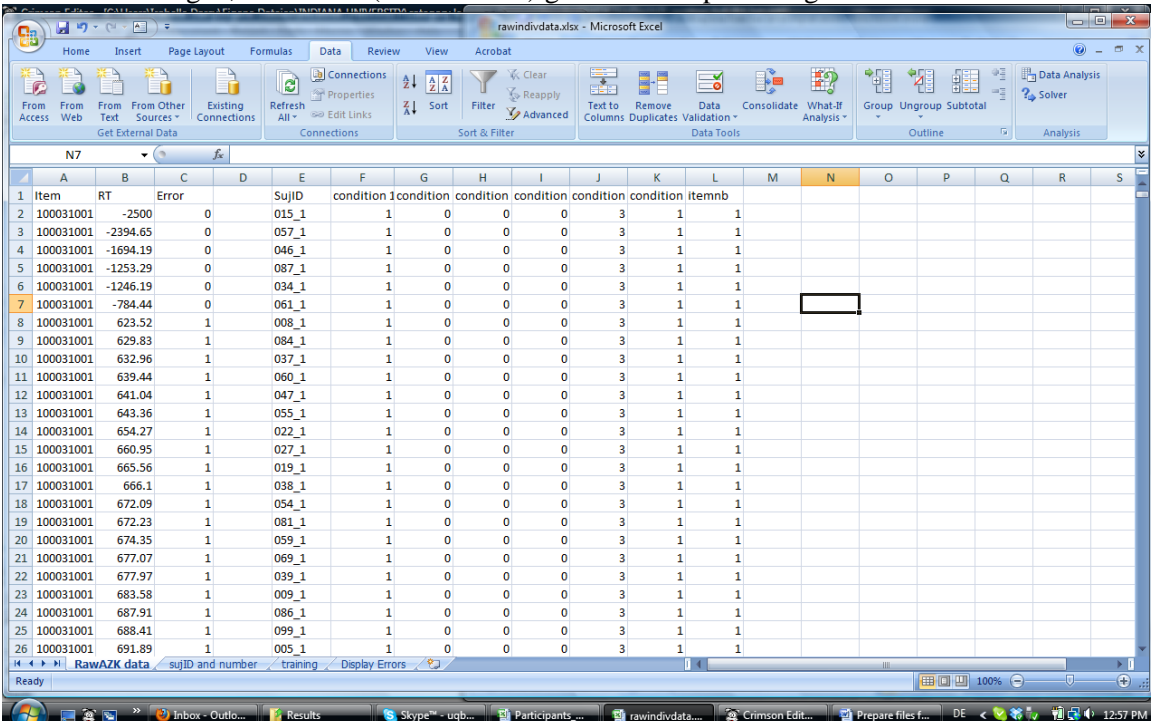 rawindivdata.xlsx - Microsoft Excel
Home Insert Page Layout Formulas Data Review View Acrobat
From Access From Web From Text From Other Sources Existing Connections Refresh All Connections Properties Edit Links Sort Filter Clear Reapply Advanced Text to Columns Remove Duplicates Data Validation Consolidate What-If Analysis Group Ungroup Subtotal Data Analysis Solver
Get External Data Connections Sort & Filter Data Tools Outline Analysis
N7 fx
A B C D E F G H I J K L M N O P Q R S
1 Item RT Error SujID condition 1 condition condition condition condition condition itemnb
2 100031001 -2500 0 015_1 1 0 0 0 3 1 1
3 100031001 -2394.65 0 057_1 1 0 0 0 3 1 1
4 100031001 -1694.19 0 046_1 1 0 0 0 3 1 1
5 100031001 -1253.29 0 087_1 1 0 0 0 3 1 1
6 100031001 -1246.19 0 034_1 1 0 0 0 3 1 1
7 100031001 -784.44 0 061_1 1 0 0 0 3 1 1
8 100031001 623.52 1 008_1 1 0 0 0 3 1 1
9 100031001 629.83 1 084_1 1 0 0 0 3 1 1
10 100031001 632.96 1 037_1 1 0 0 0 3 1 1
11 100031001 639.44 1 060_1 1 0 0 0 3 1 1
12 100031001 641.04 1 047_1 1 0 0 0 3 1 1
13 100031001 643.36 1 055_1 1 0 0 0 3 1 1
14 100031001 654.27 1 022_1 1 0 0 0 3 1 1
15 100031001 660.95 1 027_1 1 0 0 0 3 1 1
16 100031001 665.56 1 019_1 1 0 0 0 3 1 1
17 100031001 666.1 1 038_1 1 0 0 0 3 1 1
18 100031001 672.09 1 054_1 1 0 0 0 3 1 1
19 100031001 672.23 1 081_1 1 0 0 0 3 1 1
20 100031001 674.35 1 059_1 1 0 0 0 3 1 1
21 100031001 677.07 1 069_1 1 0 0 0 3 1 1
22 100031001 677.97 1 039_1 1 0 0 0 3 1 1
23 100031001 683.58 1 009_1 1 0 0 0 3 1 1
24 100031001 687.91 1 086_1 1 0 0 0 3 1 1
25 100031001 688.41 1 099_1 1 0 0 0 3 1 1
26 100031001 691.89 1 005_1 1 0 0 0 3 1 1
RawAZK data sujID and number training Display Errors
Ready 100%
Inbox - Outlo... Results Skype™ - uqb... Participants_... rawindivdata.... Crimson Edit... Prepare files f... DE 12:57 PM